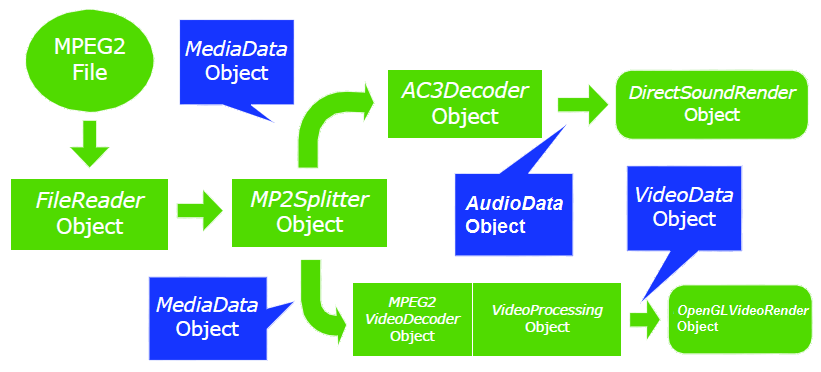 MPEG2
File
MediaData
Object
AC3Decoder
Object
DirectSoundRender
Object
FileReader
Object
MP2Splitter
Object
AudioData
Object
VideoData
Object
MediaData
Object
MPEG2
VideoDecoder
Object
VideoProcessing
Object
OpenGLVideoRender
Object